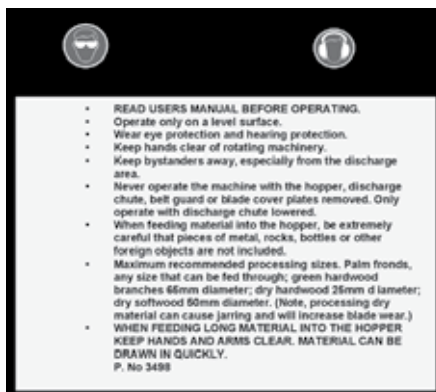 • READ USERS MANUAL BEFORE OPERATING.
• Operate only on a level surface.
• Wear eye protection and hearing protection.
• Keep hands clear of rotating machinery.
• Keep bystanders away, especially from the discharge
area.
• Never operate the machine with the hopper, discharge
chute, belt guard or blade cover plates removed. Only
operate with discharge chute lowered.
• When feeding material into the hopper, be extremely
careful that pieces of metal, rocks, bottles or other
foreign objects are not included.
• Maximum recommended processing sizes. Palm fronds,
any size that can be fed through; green hardwood
branches 65mm diameter; dry hardwood 25mm d iameter;
dry softwood 50mm diameter. (Note, processing dry
material can cause jarring and will increase blade wear.)
• WHEN FEEDING LONG MATERIAL INTO THE HOPPER
KEEP HANDS AND ARMS CLEAR. MATERIAL CAN BE
DRAWN IN QUICKLY.
P. No 3498